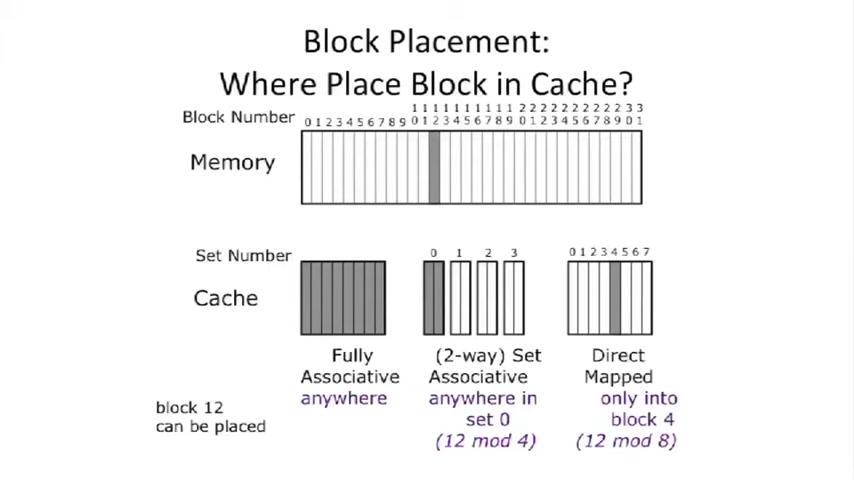 Block Placement:
Where Place Block in Cache?
1 1 1 1 1 1 1 1 1 1 2 2 2 2 2 2 2 2 2 2 3 3
Block Number 0 1 2 3 4 5 6 7 8 9 0 1 2 3 4 5 6 7 8 9 0 1 2 3 4 5 6 7 8 9 0 1
Memory
Set Number 0 1 2 3 0 1 2 3 4 5 6 7
Cache
Fully
Associative
anywhere
(2-way) Set
Associative
anywhere in
set 0
(12 mod 4)
Direct
Mapped
only into
block 4
(12 mod 8)
block 12
can be placed